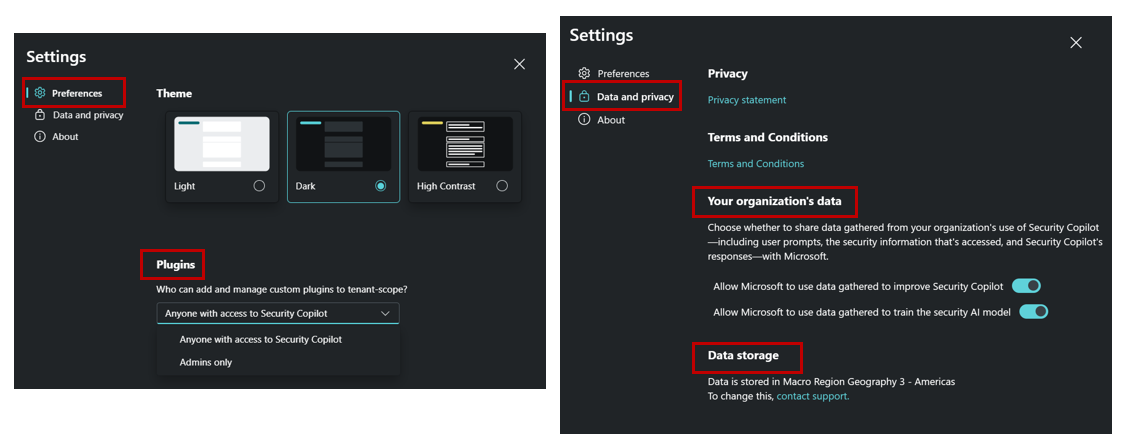 Settings
Preferences
Data and privacy
About
Theme
Light
Dark
High Contrast
Plugins
Who can add and manage custom plugins to tenant-scope?
Anyone with access to Security Copilot
Anyone with access to Security Copilot
Admins only
Settings
Preferences
Data and privacy
About
Privacy
Privacy statement
Terms and Conditions
Terms and Conditions
Your organization's data
Choose whether to share data gathered from your organization's use of Security Copilot
—including user prompts, the security information that's accessed, and Security Copilot's
responses—with Microsoft.
Allow Microsoft to use data gathered to improve Security Copilot
Allow Microsoft to use data gathered to train the security AI model
Data storage
Data is stored in Macro Region Geography 3 - Americas
To change this, contact support.